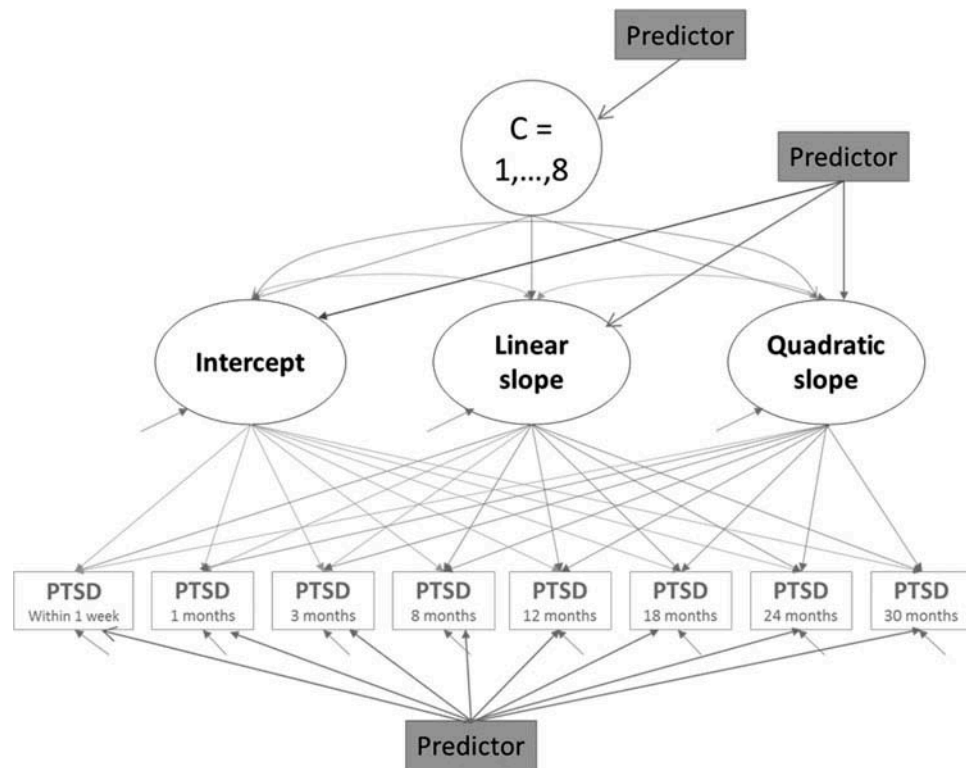 Predictor
C =
1,...,8
Predictor
Intercept
Linear
slope
Quadratic
slope
PTSD
Within 1 week
PTSD
1 months
PTSD
3 months
PTSD
8 months
PTSD
12 months
PTSD
18 months
PTSD
24 months
PTSD
30 months
Predictor